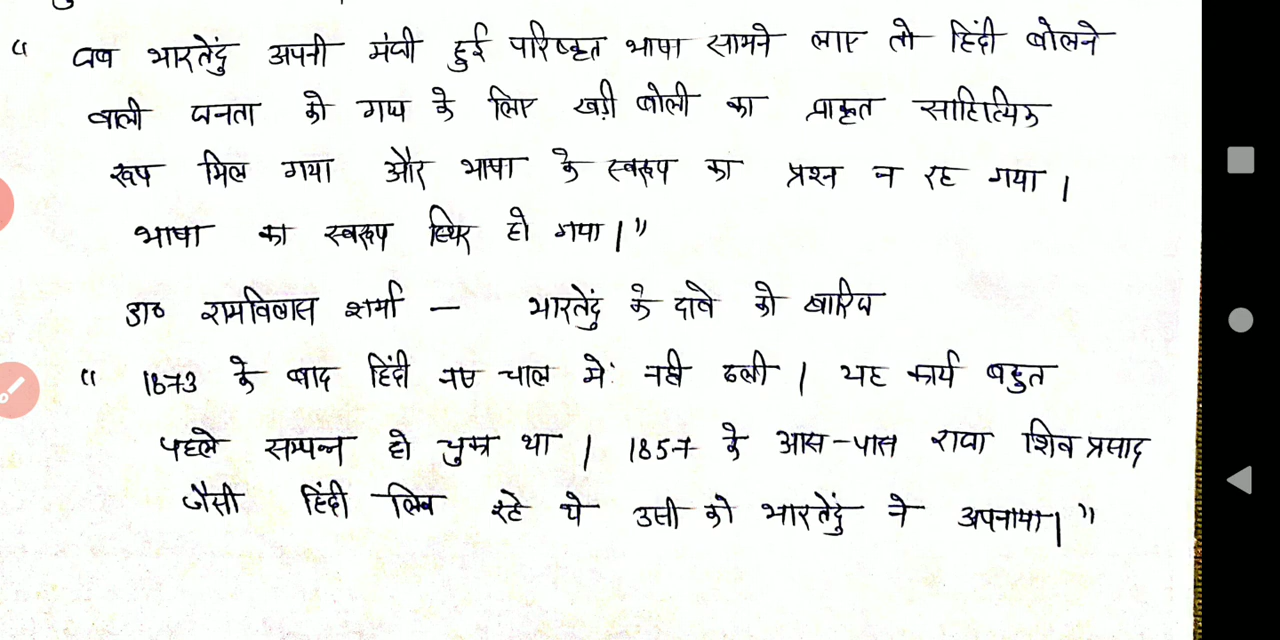 “ जब भारतेंदु अपनी मंजी हुई परिष्कृत भाषा सामने लाए तो हिंदी बोलने
वाली जनता को गद्य के लिए खड़ी बोली का प्राकृत साहित्यिक
रूप मिल गया और भाषा के स्वरूप का प्रश्न न रह गया।
भाषा का स्वरूप स्थिर हो गया।”
डा० रामविलास शर्मा — भारतेंदु के दावे को खारिज
“ 1873 के बाद हिंदी नए चाल में नही ढली। यह कार्य बहुत
पहले सम्पन्न हो चुका था। 1857 के आस-पास राजा शिव प्रसाद
जैसी हिंदी लिख रहे थे उसी को भारतेंदु ने अपनाया।”